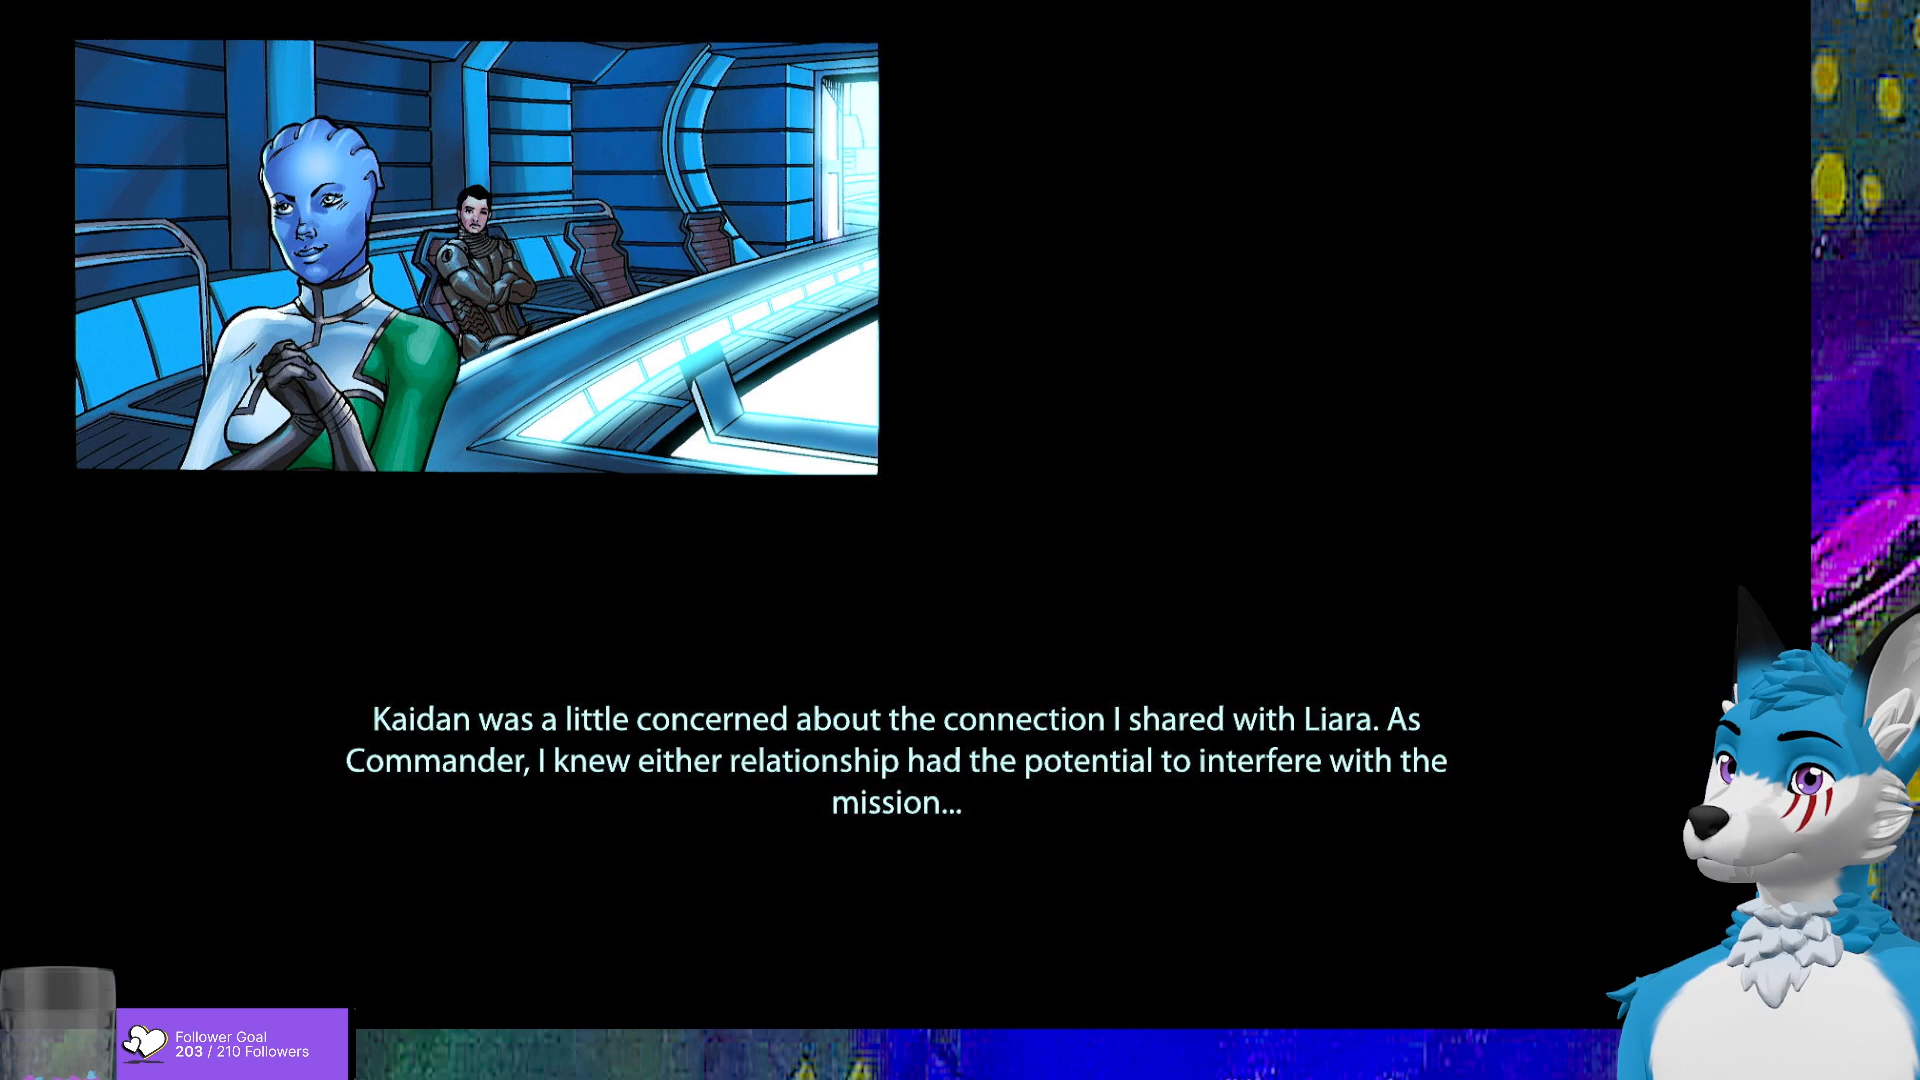 Kaidan was a little concerned about the connection I shared with Liara. As
Commander, I knew either relationship had the potential to interfere with the
mission...
Follower Goal
203 / 210 Followers